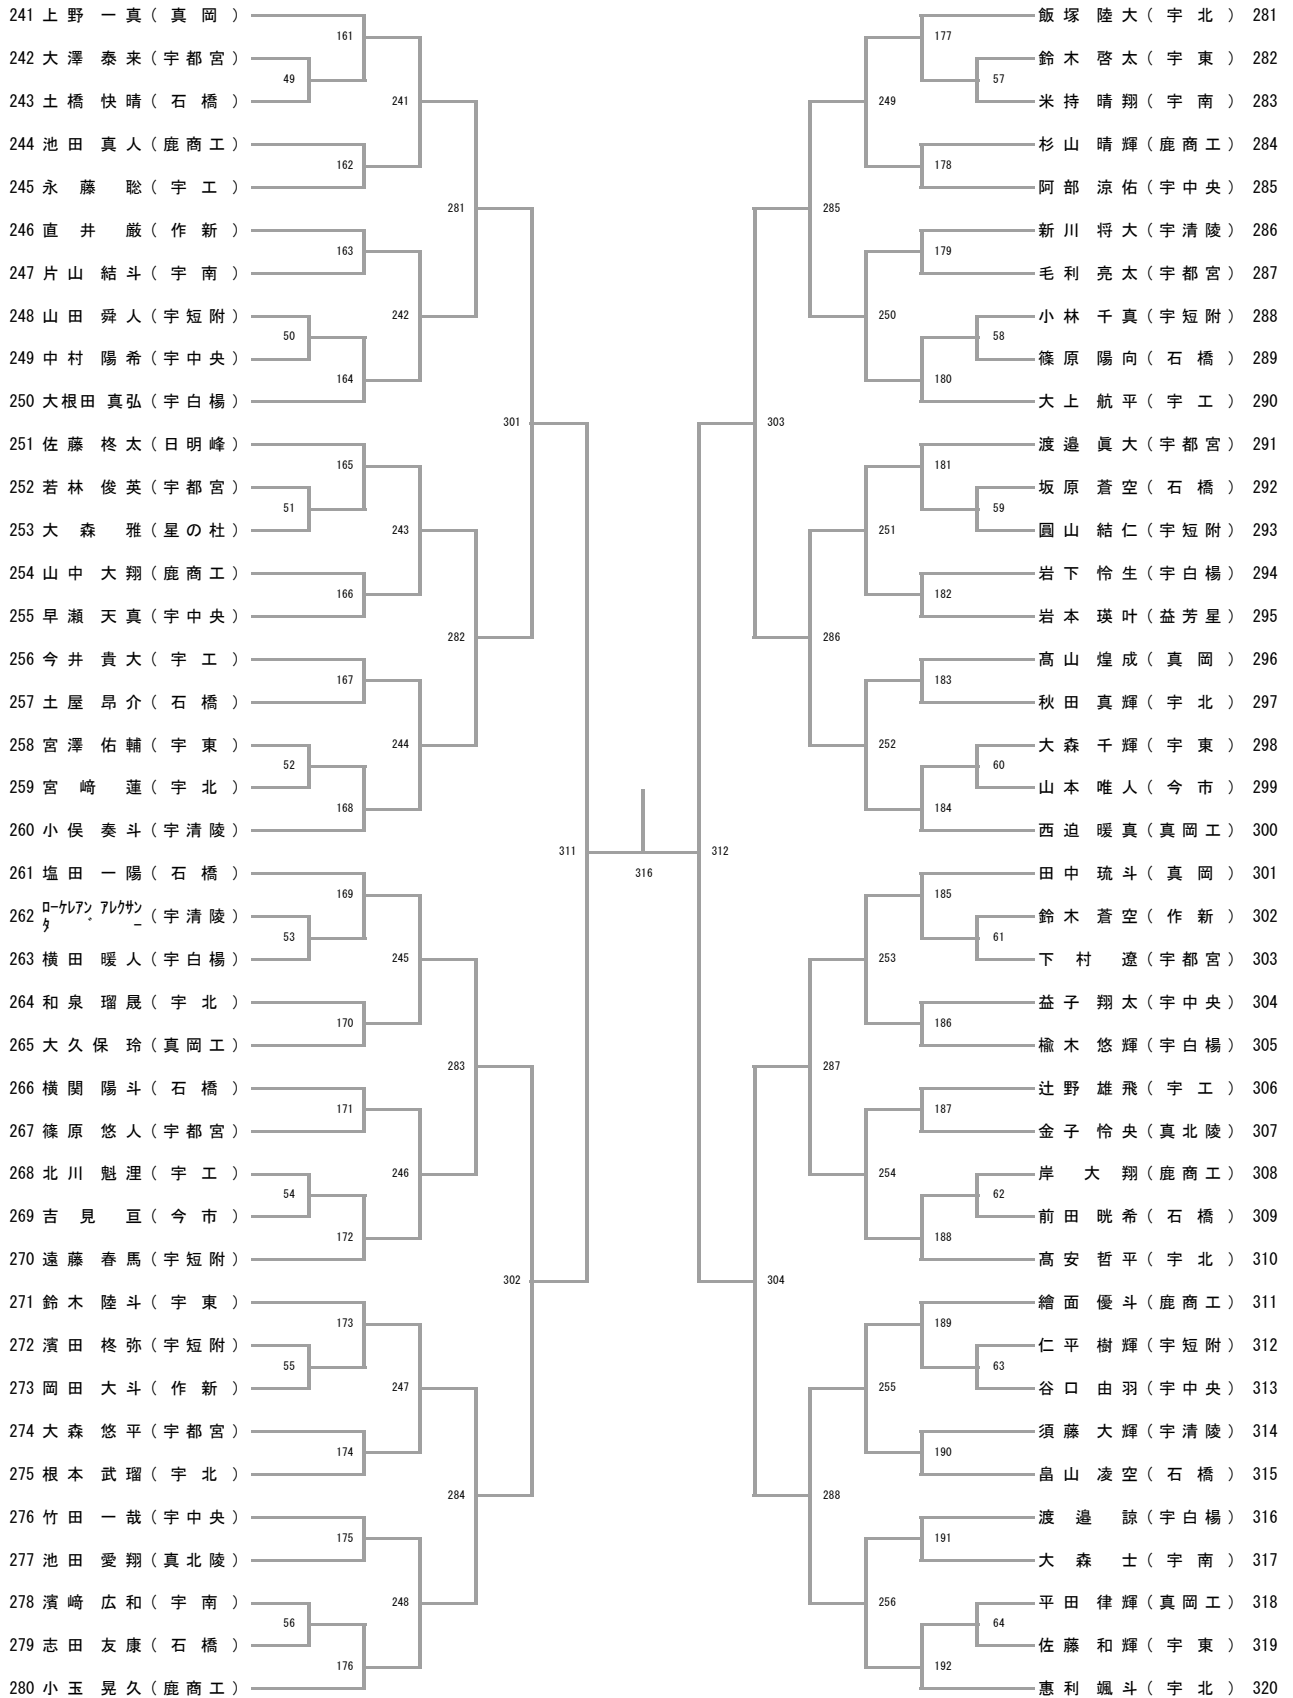 241 上野 一真（真岡）
242 大澤 泰来（宇都宮）
243 土橋 快晴（石橋）
244 池田 真人（鹿商工）
245 永藤 聡（宇工）
246 直井 厳（作新）
247 片山 結斗（宇南）
248 山田 舜人（宇短附）
249 中村 陽希（宇中央）
250 大根田 真弘（宇白楊）
251 佐藤 柊太（日明峰）
252 若林 俊英（宇都宮）
253 大森 雅（星の杜）
254 山中 大翔（鹿商工）
255 早瀬 天真（宇中央）
256 今井 貴大（宇工）
257 土屋 昂介（石橋）
258 宮澤 佑輔（宇東）
259 宮﨑 蓮（宇北）
260 小俣 奏斗（宇清陵）
261 塩田 一陽（石橋）
262 ﾛｰｹﾚｱﾝ ｱﾚｸｻﾝﾀﾞｰ（宇清陵）
263 横田 暖人（宇白楊）
264 和泉 瑠晟（宇北）
265 大久保 玲（真岡工）
266 横関 陽斗（石橋）
267 篠原 悠人（宇都宮）
268 北川 魁浬（宇工）
269 吉見 亘（今市）
270 遠藤 春馬（宇短附）
271 鈴木 陸斗（宇東）
272 濱田 柊弥（宇短附）
273 岡田 大斗（作新）
274 大森 悠平（宇都宮）
275 根本 武瑠（宇北）
276 竹田 一哉（宇中央）
277 池田 愛翔（真北陵）
278 濱﨑 広和（宇南）
279 志田 友康（石橋）
280 小玉 晃久（鹿商工）
161
49
241
162
281
163
242
50
164
301
165
51
243
166
282
167
244
52
168
311
169
53
245
170
283
171
246
54
172
302
173
55
247
174
284
175
248
56
176
316
177
57
249
178
285
179
250
58
180
303
181
59
251
182
286
183
252
60
184
312
185
61
253
186
287
187
254
62
188
304
189
63
255
190
288
191
256
64
192
飯塚 陸大（宇北） 281
鈴木 啓太（宇東） 282
米持 晴翔（宇南） 283
杉山 晴輝（鹿商工） 284
阿部 涼佑（宇中央） 285
新川 将大（宇清陵） 286
毛利 亮太（宇都宮） 287
小林 千真（宇短附） 288
篠原 陽向（石橋） 289
大上 航平（宇工） 290
渡邉 眞大（宇都宮） 291
坂原 蒼空（石橋） 292
圓山 結仁（宇短附） 293
岩下 怜生（宇白楊） 294
岩本 瑛叶（益芳星） 295
髙山 煌成（真岡） 296
秋田 真輝（宇北） 297
大森 千輝（宇東） 298
山本 唯人（今市） 299
西迫 暖真（真岡工） 300
田中 琉斗（真岡） 301
鈴木 蒼空（作新） 302
下村 遼（宇都宮） 303
益子 翔太（宇中央） 304
楡木 悠輝（宇白楊） 305
辻野 雄飛（宇工） 306
金子 怜央（真北陵） 307
岸 大翔（鹿商工） 308
前田 晄希（石橋） 309
髙安 哲平（宇北） 310
繪面 優斗（鹿商工） 311
仁平 樹輝（宇短附） 312
谷口 由羽（宇中央） 313
須藤 大輝（宇清陵） 314
畠山 凌空（石橋） 315
渡邉 諒（宇白楊） 316
大森 士（宇南） 317
平田 律輝（真岡工） 318
佐藤 和輝（宇東） 319
惠利 颯斗（宇北） 320